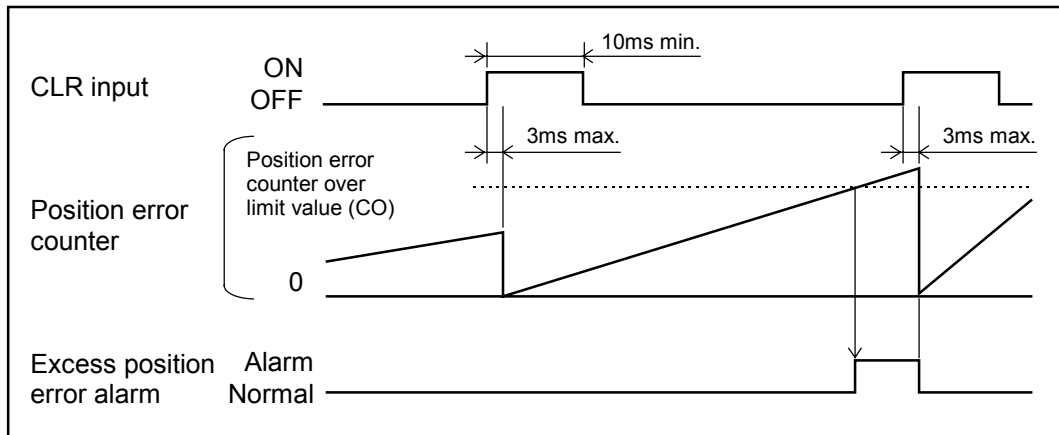 10ms min.
CLR input
ON
OFF
3ms max.
3ms max.
Position error
counter over
limit value (CO)
Position error
counter
0
Excess position
error alarm
Alarm
Normal